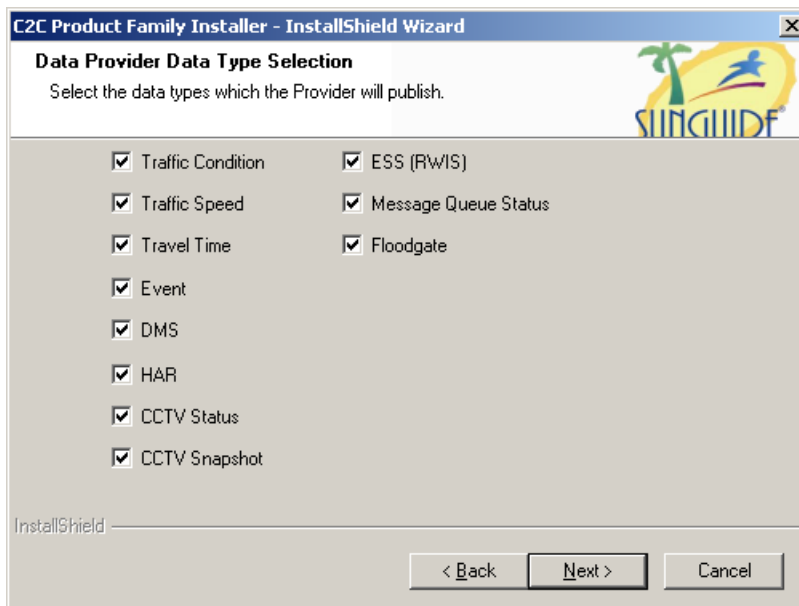 C2C Product Family Installer - InstallShield Wizard
Data Provider Data Type Selection
Select the data types which the Provider will publish.
SUNGUIDE®
Traffic Condition
ESS (RWIS)
Traffic Speed
Message Queue Status
Travel Time
Floodgate
Event
DMS
HAR
CCTV Status
CCTV Snapshot
InstallShield
< Back
Next >
Cancel